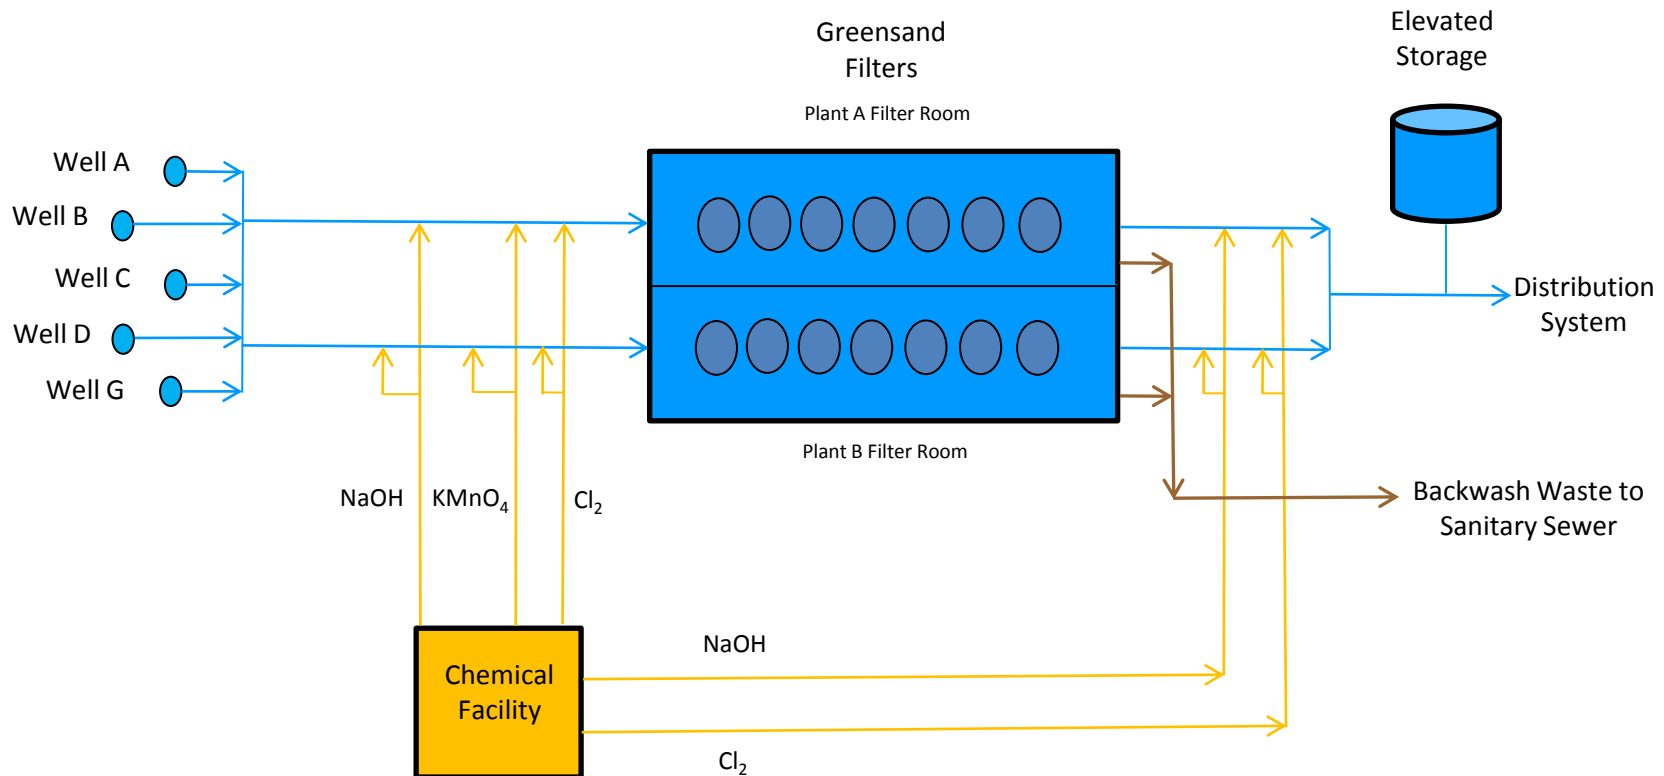 Elevated
Storage
Greensand
Filters
Plant A Filter Room
Well A
Well B
Well C
Well D
Well G
Distribution
System
Plant B Filter Room
NaOH
KMnO₄
Cl₂
Backwash Waste to
Sanitary Sewer
NaOH
Chemical
Facility
Cl₂